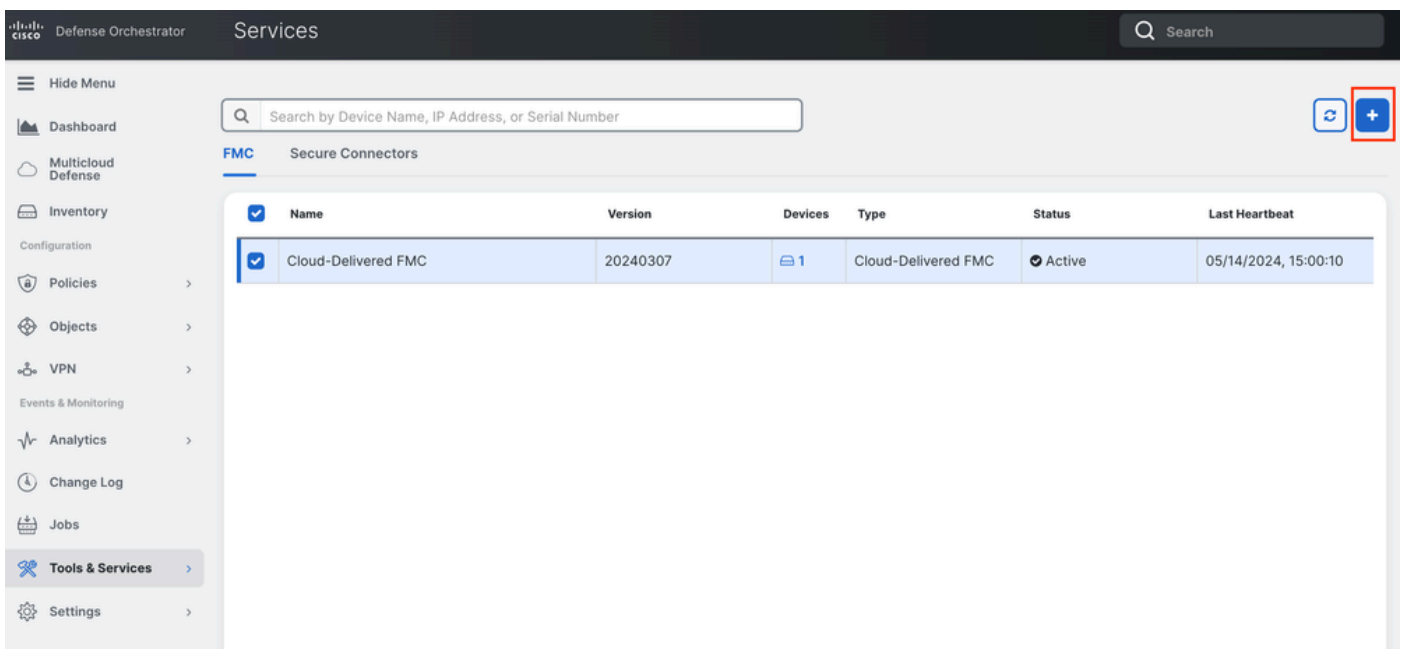 CISCO Defense Orchestrator Services Search
Hide Menu
Search by Device Name, IP Address, or Serial Number
Dashboard
FMC Secure Connectors
Multicloud
Defense
Inventory
Name Version Devices Type Status Last Heartbeat
Configuration
Cloud-Delivered FMC 20240307 1 Cloud-Delivered FMC Active 05/14/2024, 15:00:10
Policies
Objects
VPN
Events & Monitoring
Analytics
Change Log
Jobs
Tools & Services
Settings